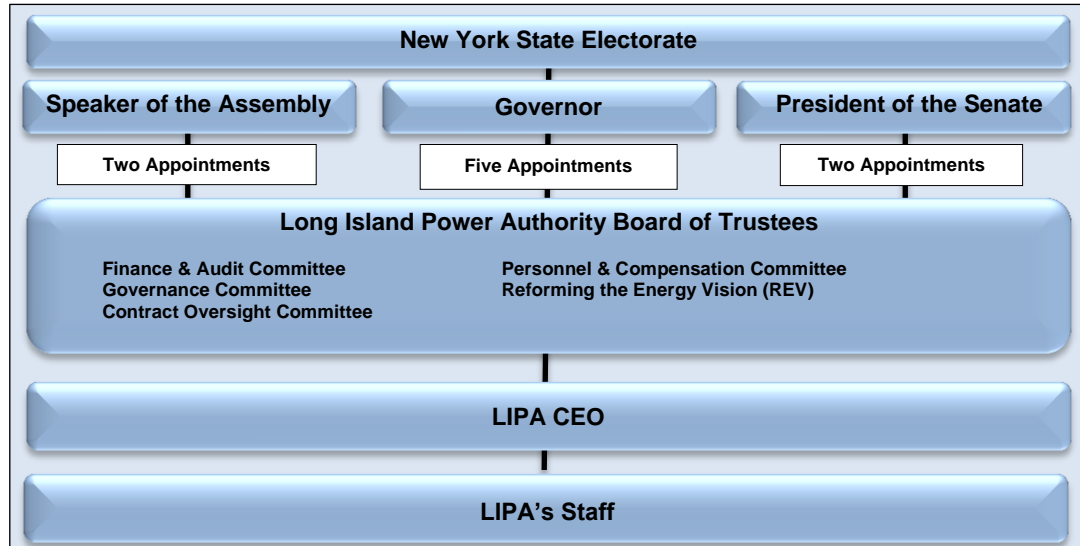 New York State Electorate
Speaker of the Assembly
Governor
President of the Senate
Two Appointments
Five Appointments
Two Appointments
Long Island Power Authority Board of Trustees
Finance & Audit Committee
Governance Committee
Contract Oversight Committee
Personnel & Compensation Committee
Reforming the Energy Vision (REV)
LIPA CEO
LIPA's Staff